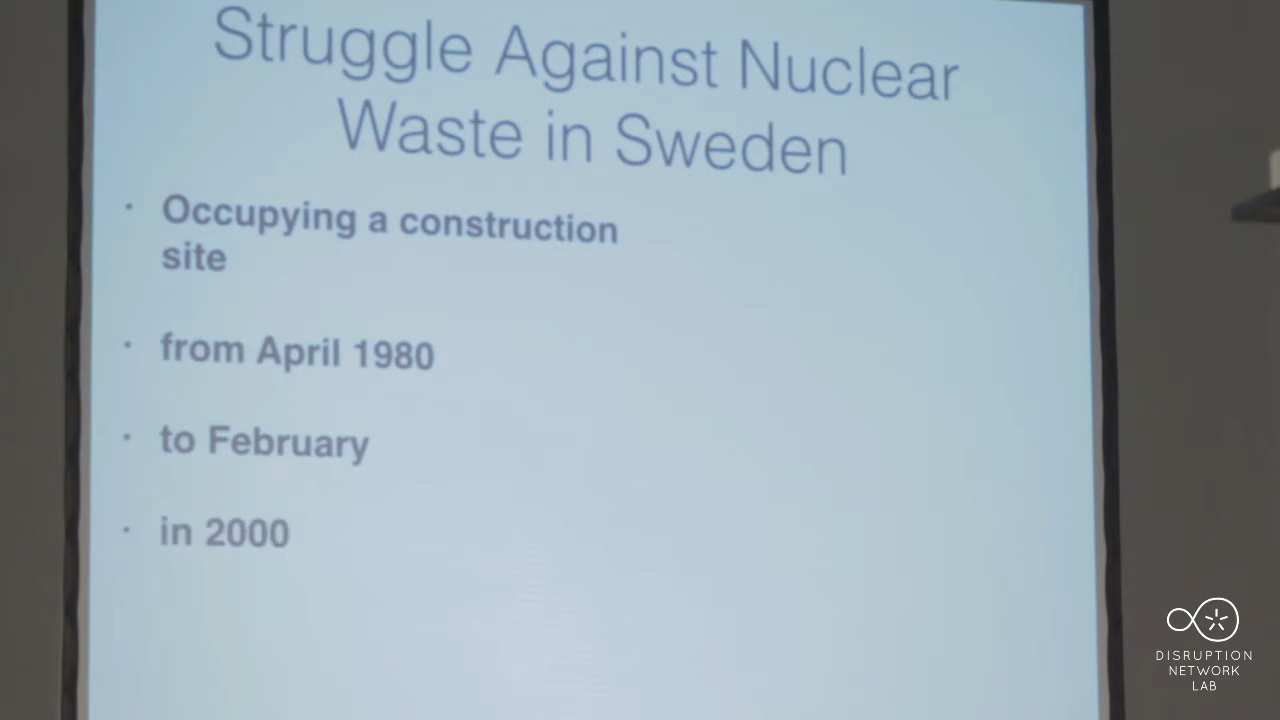 Struggle Against Nuclear
Waste in Sweden
· Occupying a construction
site
· from April 1980
· to February
· in 2000
DISRUPTION
NETWORK
LAB